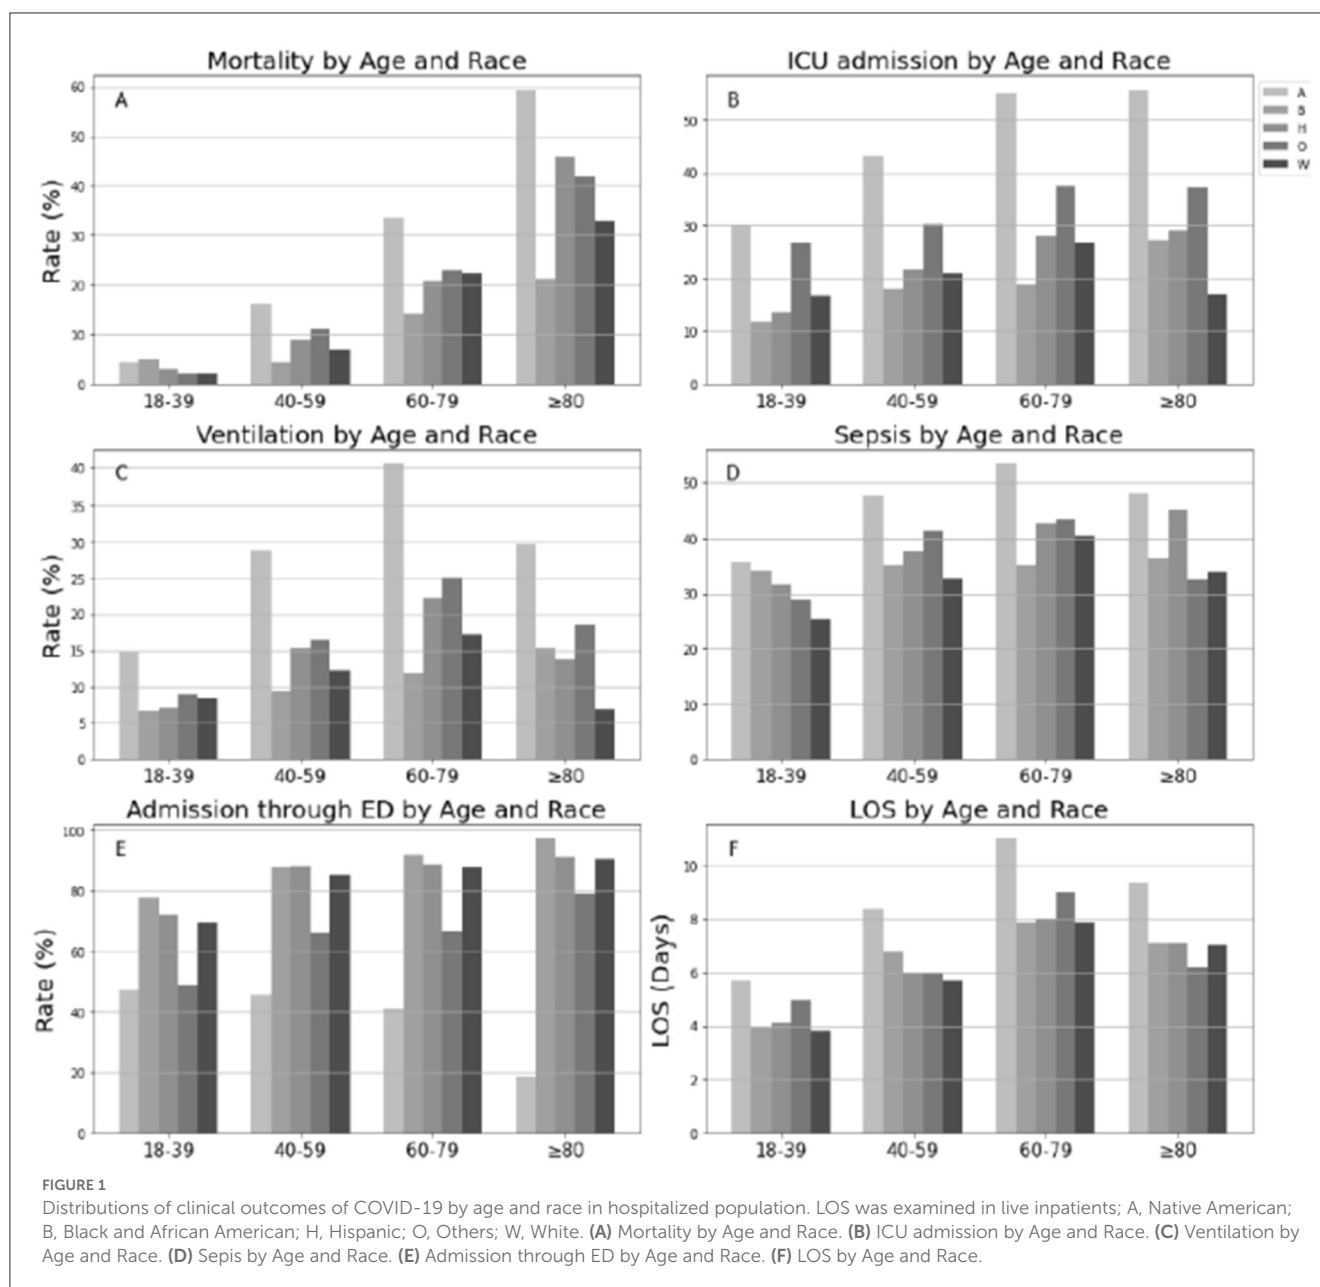 Mortality by Age and Race
A
Rate (%)
60
50
40
30
20
10
0
18-39 40-59 60-79 ≥80
ICU admission by Age and Race
B
50
40
30
20
10
0
18-39 40-59 60-79 ≥80
A
B
H
O
W
Ventilation by Age and Race
C
Rate (%)
40
35
30
25
20
15
10
5
0
18-39 40-59 60-79 ≥80
Sepsis by Age and Race
D
50
40
30
20
10
0
18-39 40-59 60-79 ≥80
Admission through ED by Age and Race
E
Rate (%)
100
80
60
40
20
0
18-39 40-59 60-79 ≥80
LOS by Age and Race
F
LOS (Days)
10
8
6
4
2
0
18-39 40-59 60-79 ≥80
FIGURE 1
Distributions of clinical outcomes of COVID-19 by age and race in hospitalized population. LOS was examined in live inpatients; A, Native American;
B, Black and African American; H, Hispanic; O, Others; W, White. (A) Mortality by Age and Race. (B) ICU admission by Age and Race. (C) Ventilation by
Age and Race. (D) Sepis by Age and Race. (E) Admission through ED by Age and Race. (F) LOS by Age and Race.